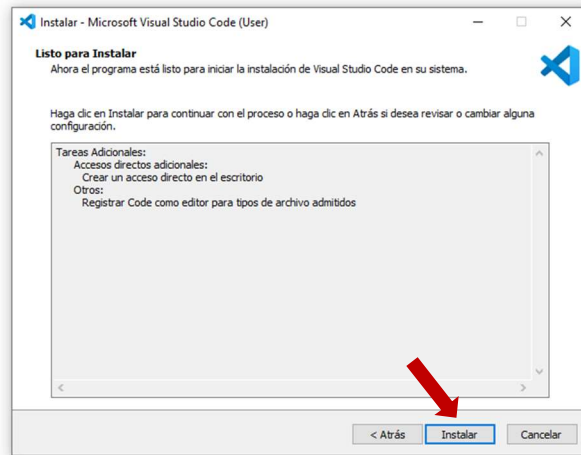 Instalar - Microsoft Visual Studio Code (User)
Listo para Instalar
Ahora el programa está listo para iniciar la instalación de Visual Studio Code en su sistema.
Haga clic en Instalar para continuar con el proceso o haga clic en Atrás si desea revisar o cambiar alguna
configuración.
Tareas Adicionales:
Accesos directos adicionales:
Crear un acceso directo en el escritorio
Otros:
Registrar Code como editor para tipos de archivo admitidos
< Atrás
Instalar
Cancelar